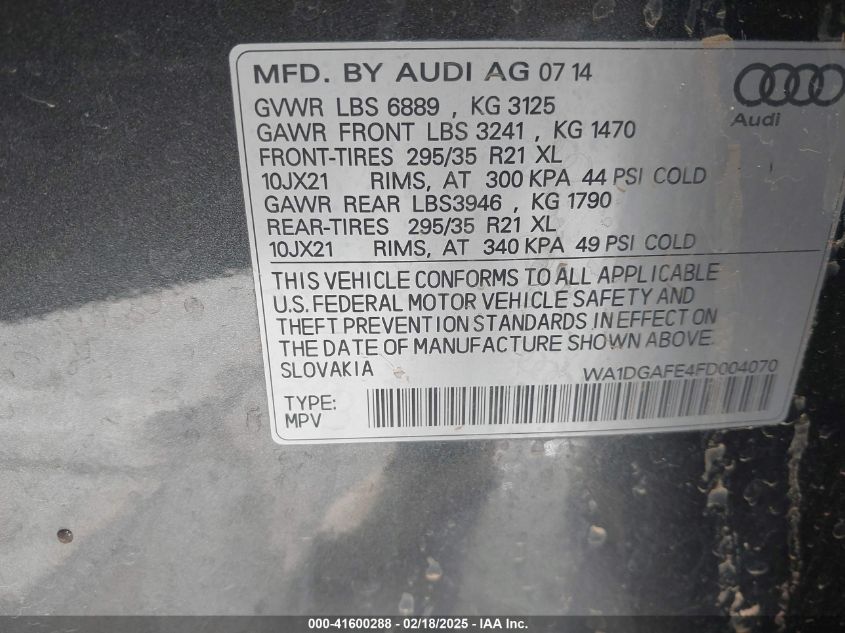 MFD. BY AUDI AG 07 14
Audi
GVWR LBS 6889 , KG 3125
GAWR FRONT LBS 3241 , KG 1470
FRONT-TIRES 295/35 R21 XL
10JX21 RIMS, AT 300 KPA 44 PSI COLD
GAWR REAR LBS3946 , KG 1790
REAR-TIRES 295/35 R21 XL
10JX21 RIMS, AT 340 KPA 49 PSI COLD
THIS VEHICLE CONFORMS TO ALL APPLICABLE
U.S. FEDERAL MOTOR VEHICLE SAFETY AND
THEFT PREVENTION STANDARDS IN EFFECT ON
THE DATE OF MANUFACTURE SHOWN ABOVE.
SLOVAKIA
WA1DGAFE4FD004070
TYPE:
MPV
000-41600288 - 02/18/2025 - IAA Inc.